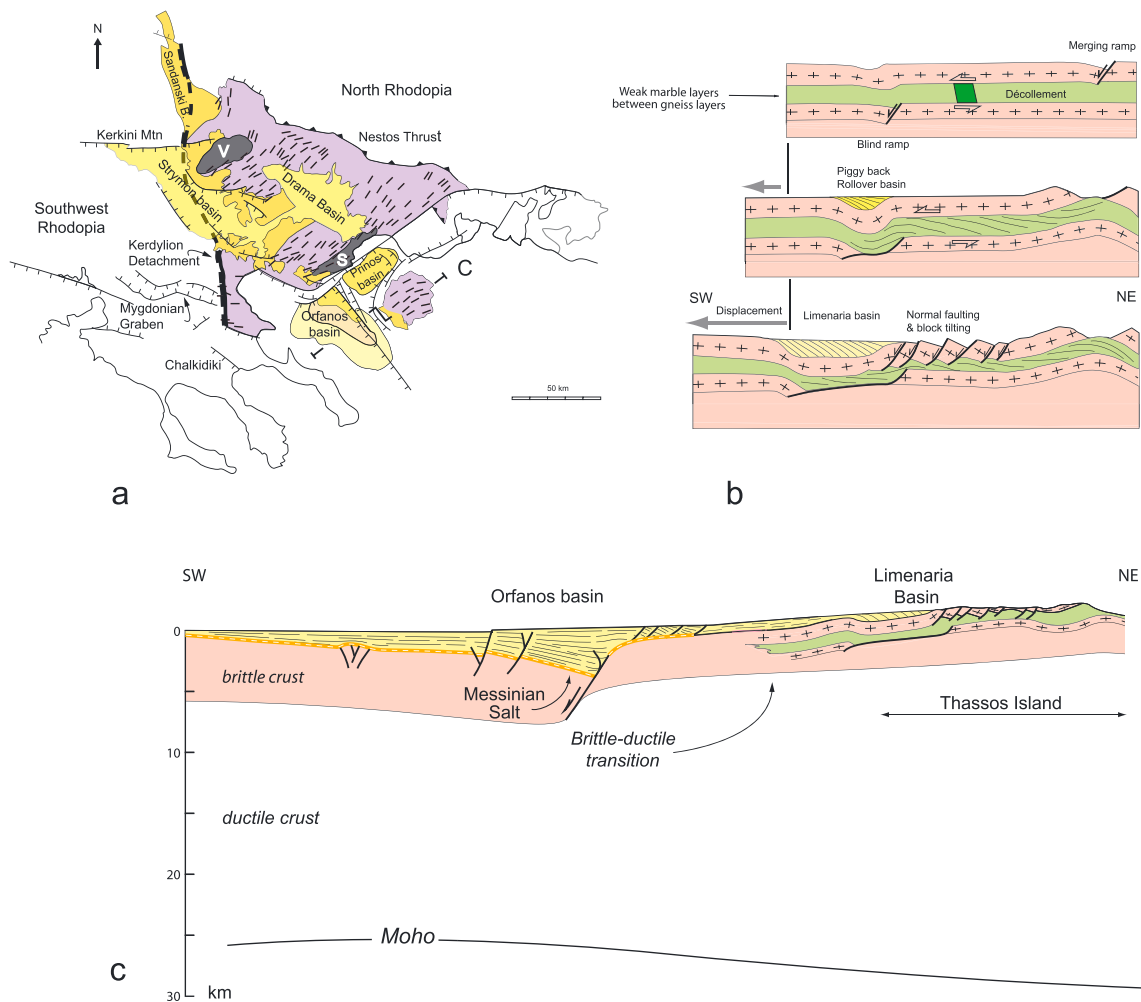 N
Sandanski B.
North Rhodopia
Nestos Thrust
Kerkini Mtn
V
Strymon basin
Drama Basin
Southwest
Rhodopia
Kerdylion
Detachment
S
Prinos
basin
C
Mygdonian
Graben
Orfanos
basin
Chalkidiki
50 km
a
Merging ramp
Weak marble layers
between gneiss layers
Décollement
Blind ramp
Piggy back
Rollover basin
SW
NE
Displacement
Limenaria basin
Normal faulting
& block tilting
b
SW
NE
Orfanos basin
Limenaria
Basin
0
brittle crust
Messinian
Salt
Thassos Island
Brittle-ductile
transition
10
ductile crust
20
Moho
30
km
c